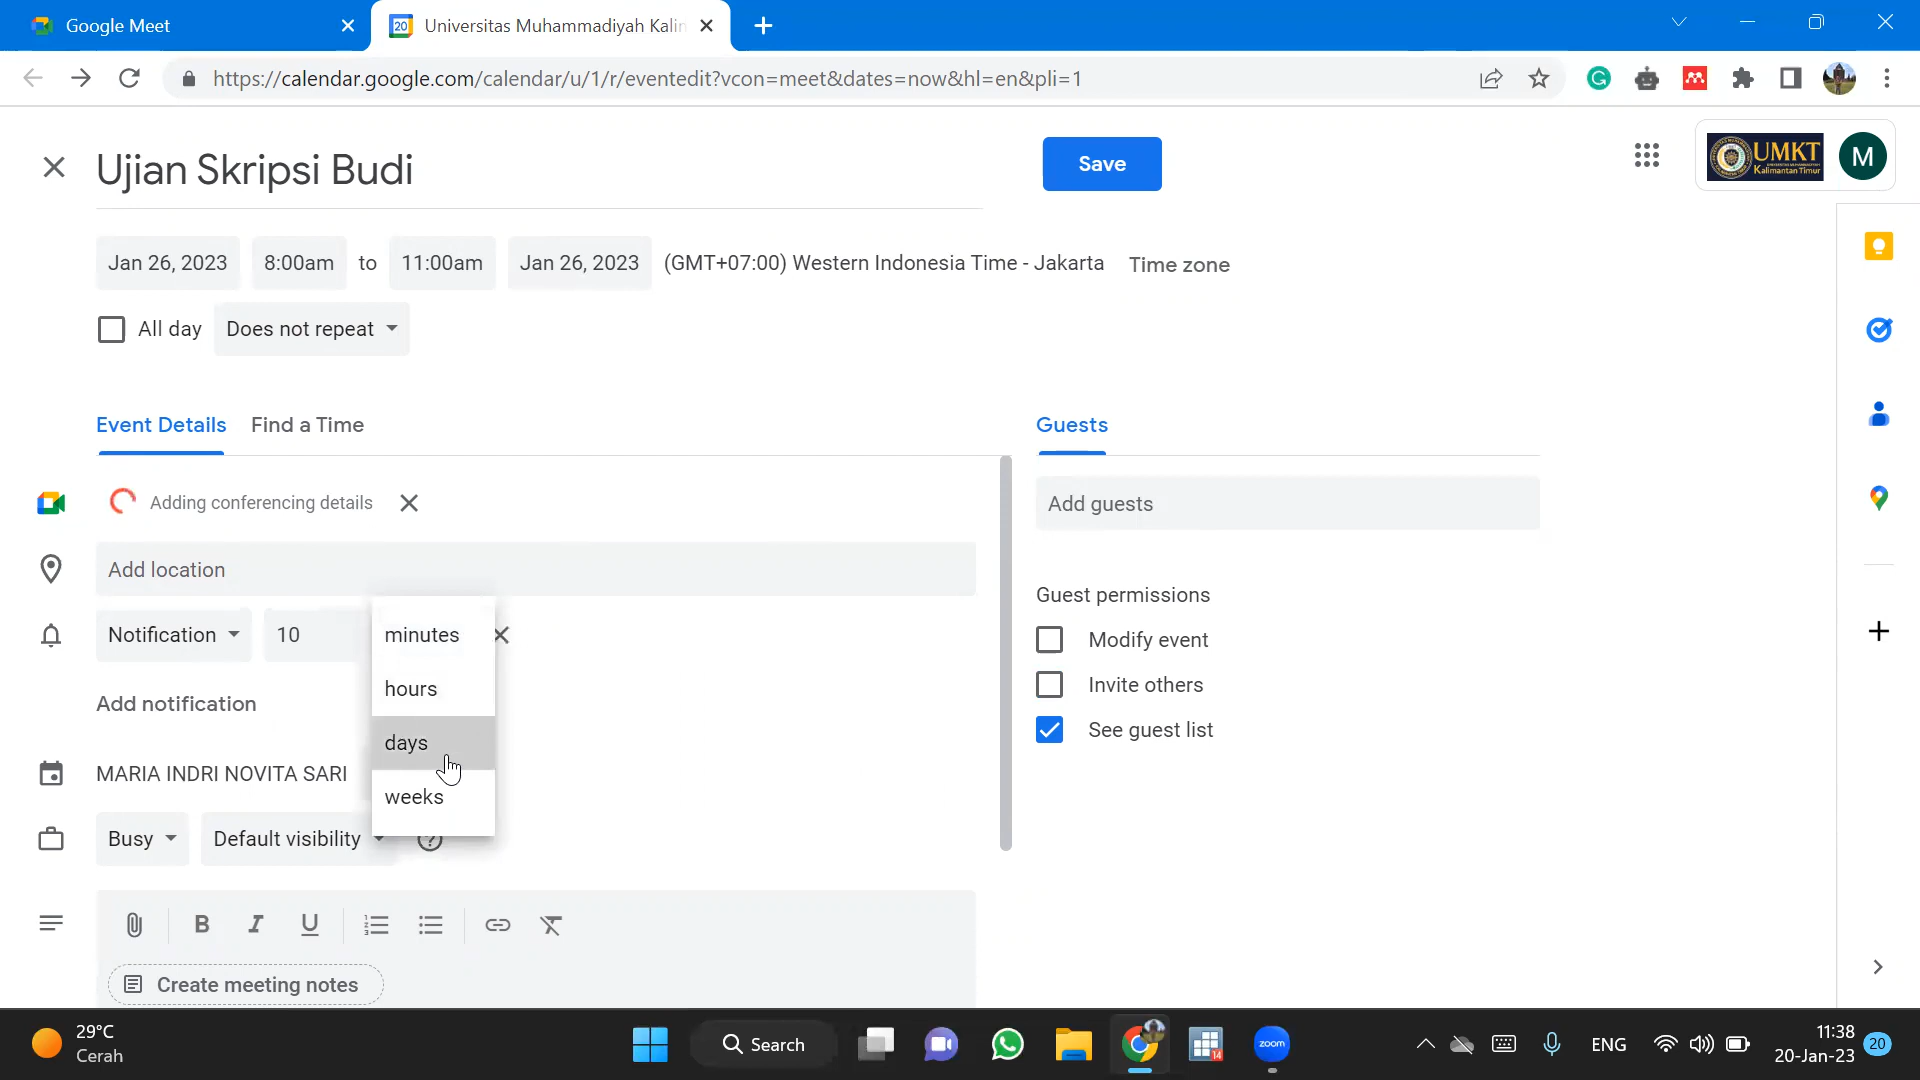 Google Meet
20 Universitas Muhammadiyah Kalin
https://calendar.google.com/calendar/u/1/r/eventedit?vcon=meet&dates=now&hl=en&pli=1
Ujian Skripsi Budi
Save
UMKT
Kalimantan Timur
M
Jan 26, 2023 8:00am to 11:00am Jan 26, 2023 (GMT+07:00) Western Indonesia Time - Jakarta Time zone
All day Does not repeat
Event Details Find a Time
Guests
Adding conferencing details
Add guests
Add location
Guest permissions
Notification 10 minutes
Modify event
hours
Invite others
Add notification
days
See guest list
MARIA INDRI NOVITA SARI
weeks
Busy Default visibility
B I U
Create meeting notes
29°C
Cerah
Search
14
zoom
ENG
11:38
20-Jan-23
20